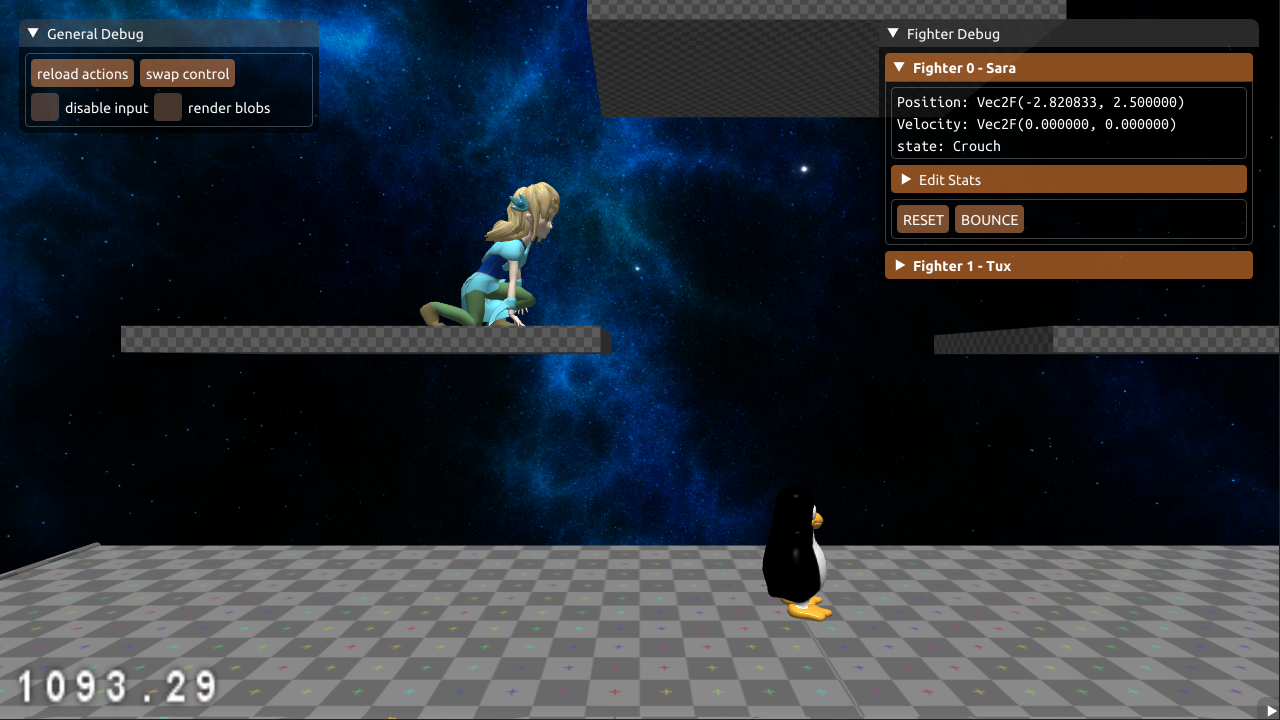 General Debug
reload actions swap control
disable input render blobs
Fighter Debug
Fighter 0 - Sara
Position: Vec2F(-2.820833, 2.500000)
Velocity: Vec2F(0.000000, 0.000000)
state: Crouch
Edit Stats
RESET BOUNCE
Fighter 1 - Tux
1093.29